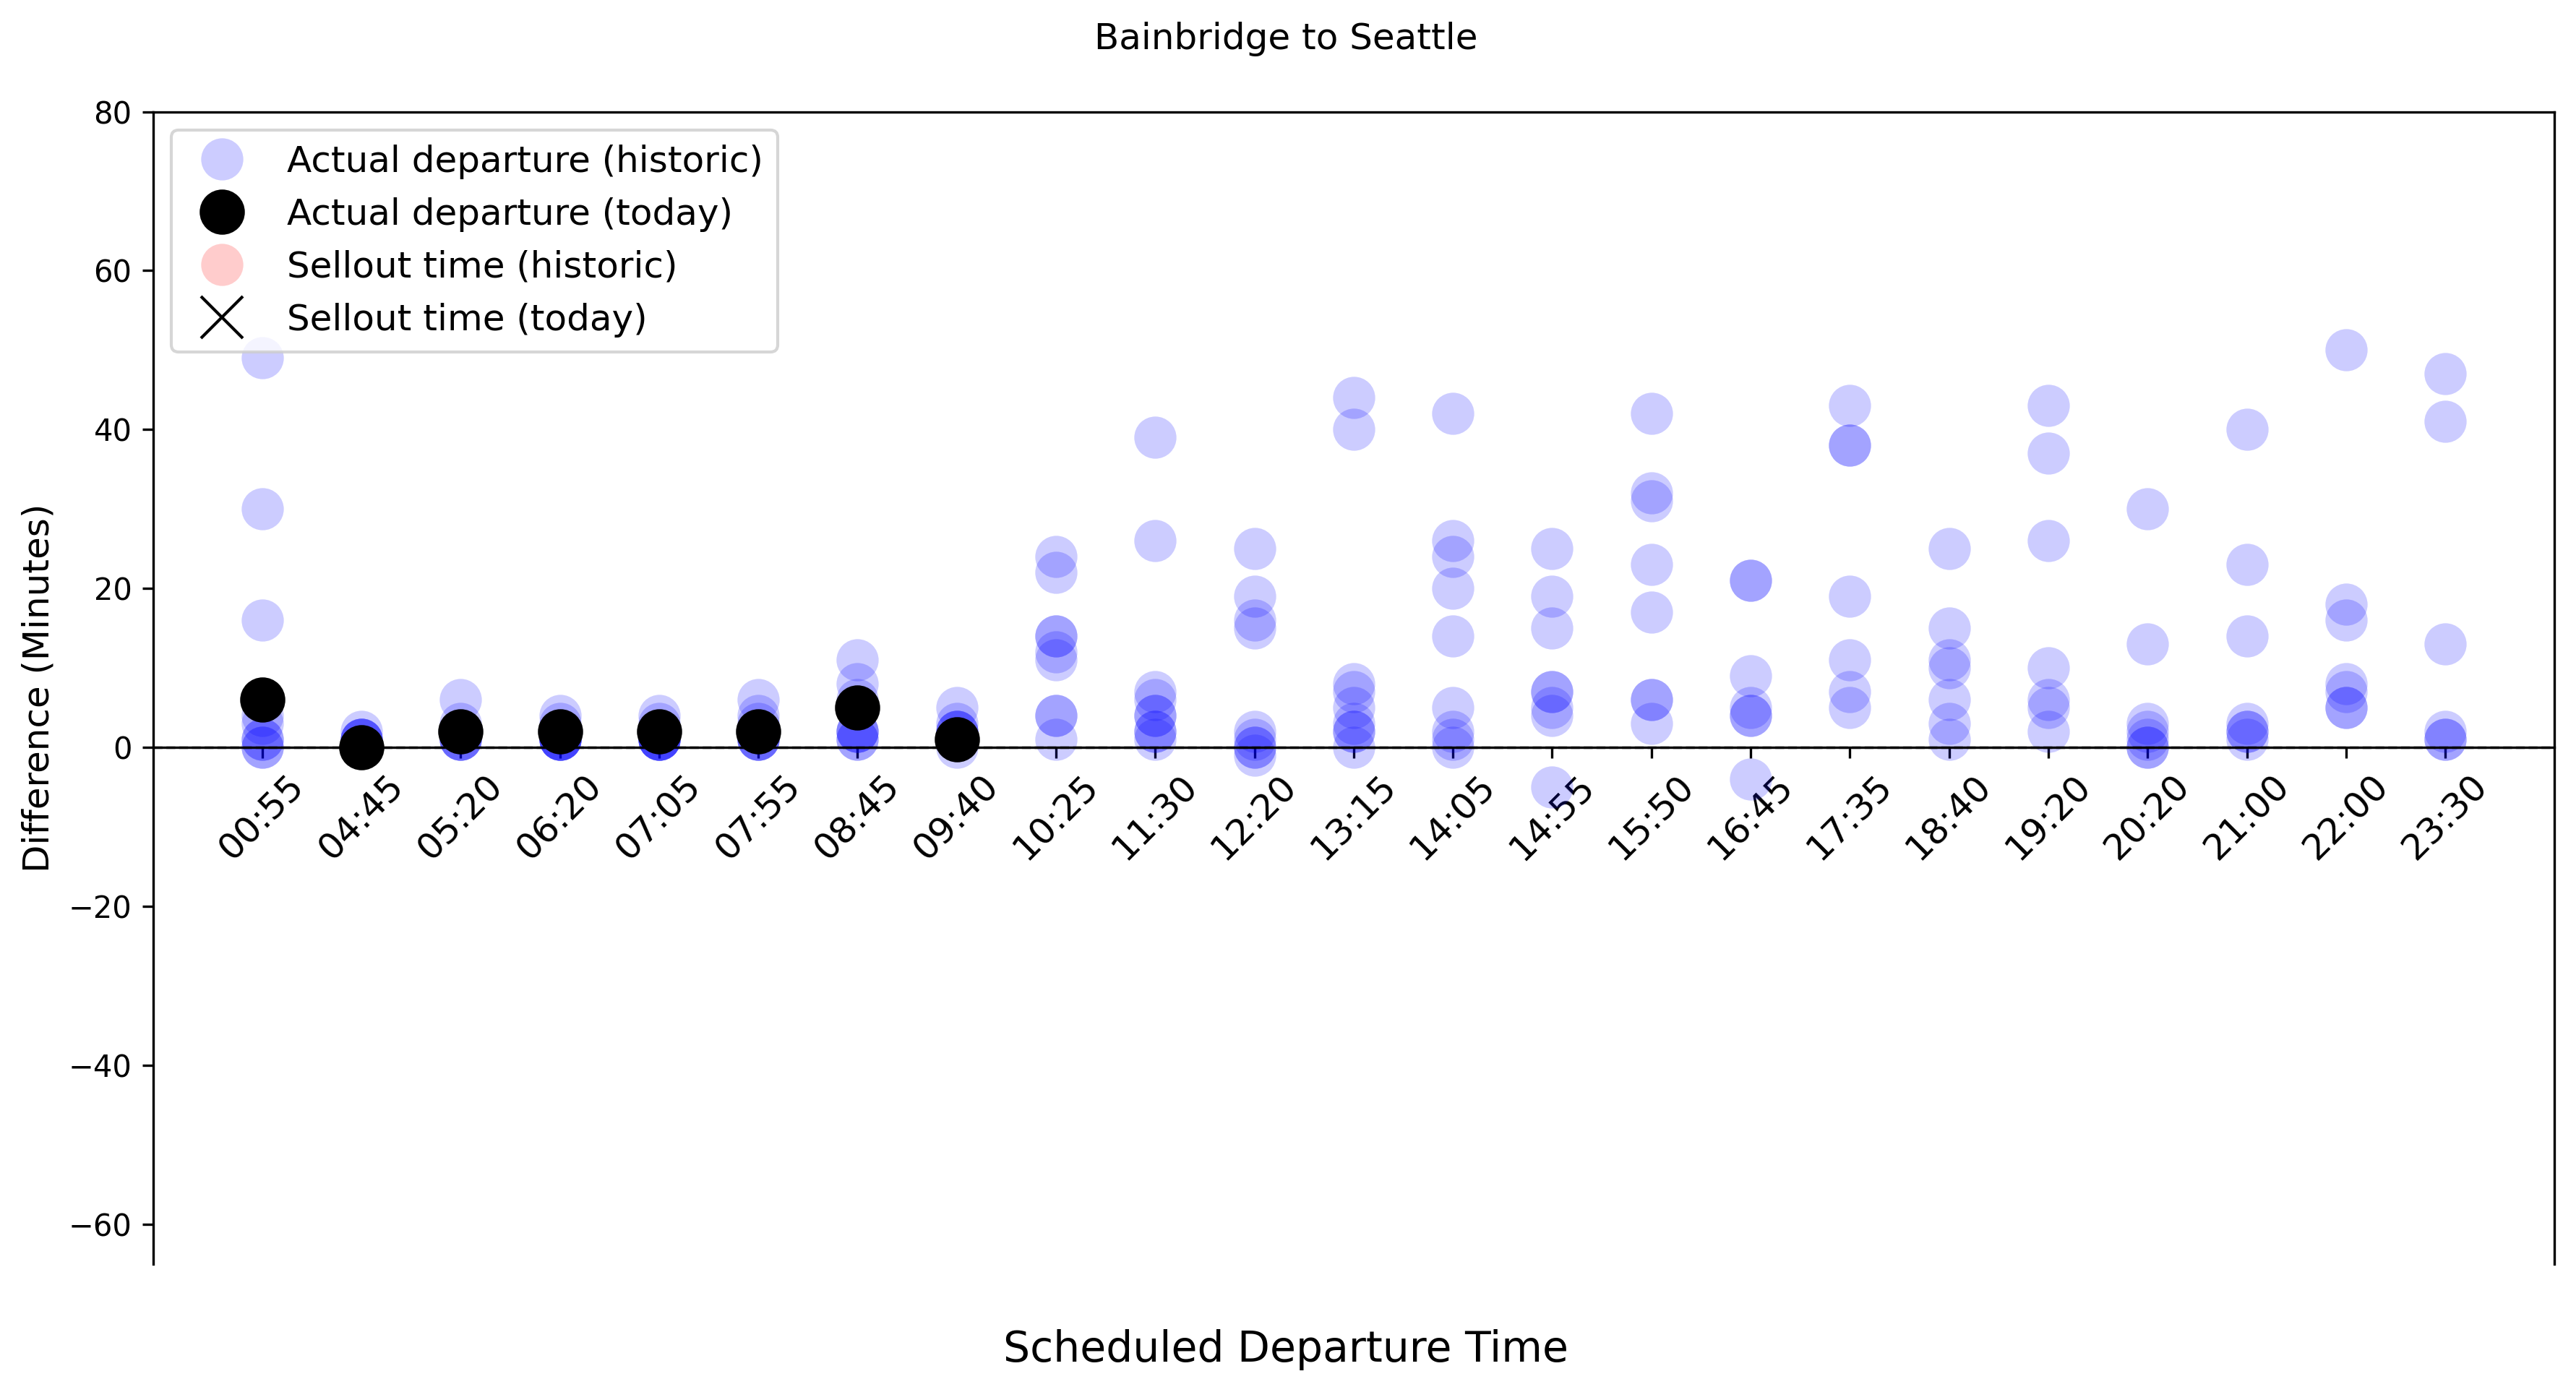 Bainbridge to Seattle
80
60
40
20
0
−20
−40
−60
Difference (Minutes)
Actual departure (historic)
Actual departure (today)
Sellout time (historic)
Sellout time (today)
00:55 04:45 05:20 06:20 07:05 07:55 08:45 09:40 10:25 11:30 12:20 13:15 14:05 14:55 15:50 16:45 17:35 18:40 19:20 20:20 21:00 22:00 23:30
Scheduled Departure Time